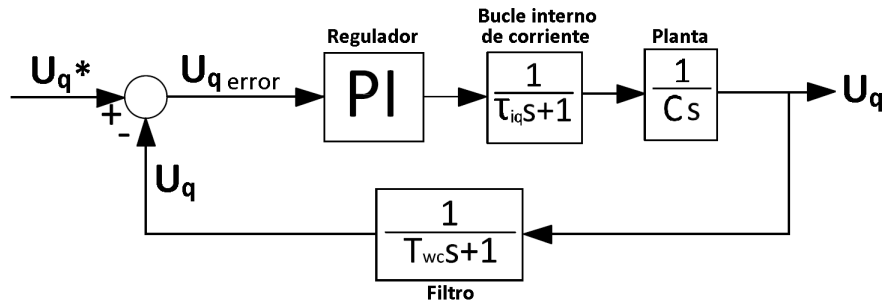 Regulador
Bucle interno
de corriente
Planta
Uq*
Uq error
PI
1
τiqs+1
1
Cs
Uq
+
-
Uq
1
Twcs+1
Filtro